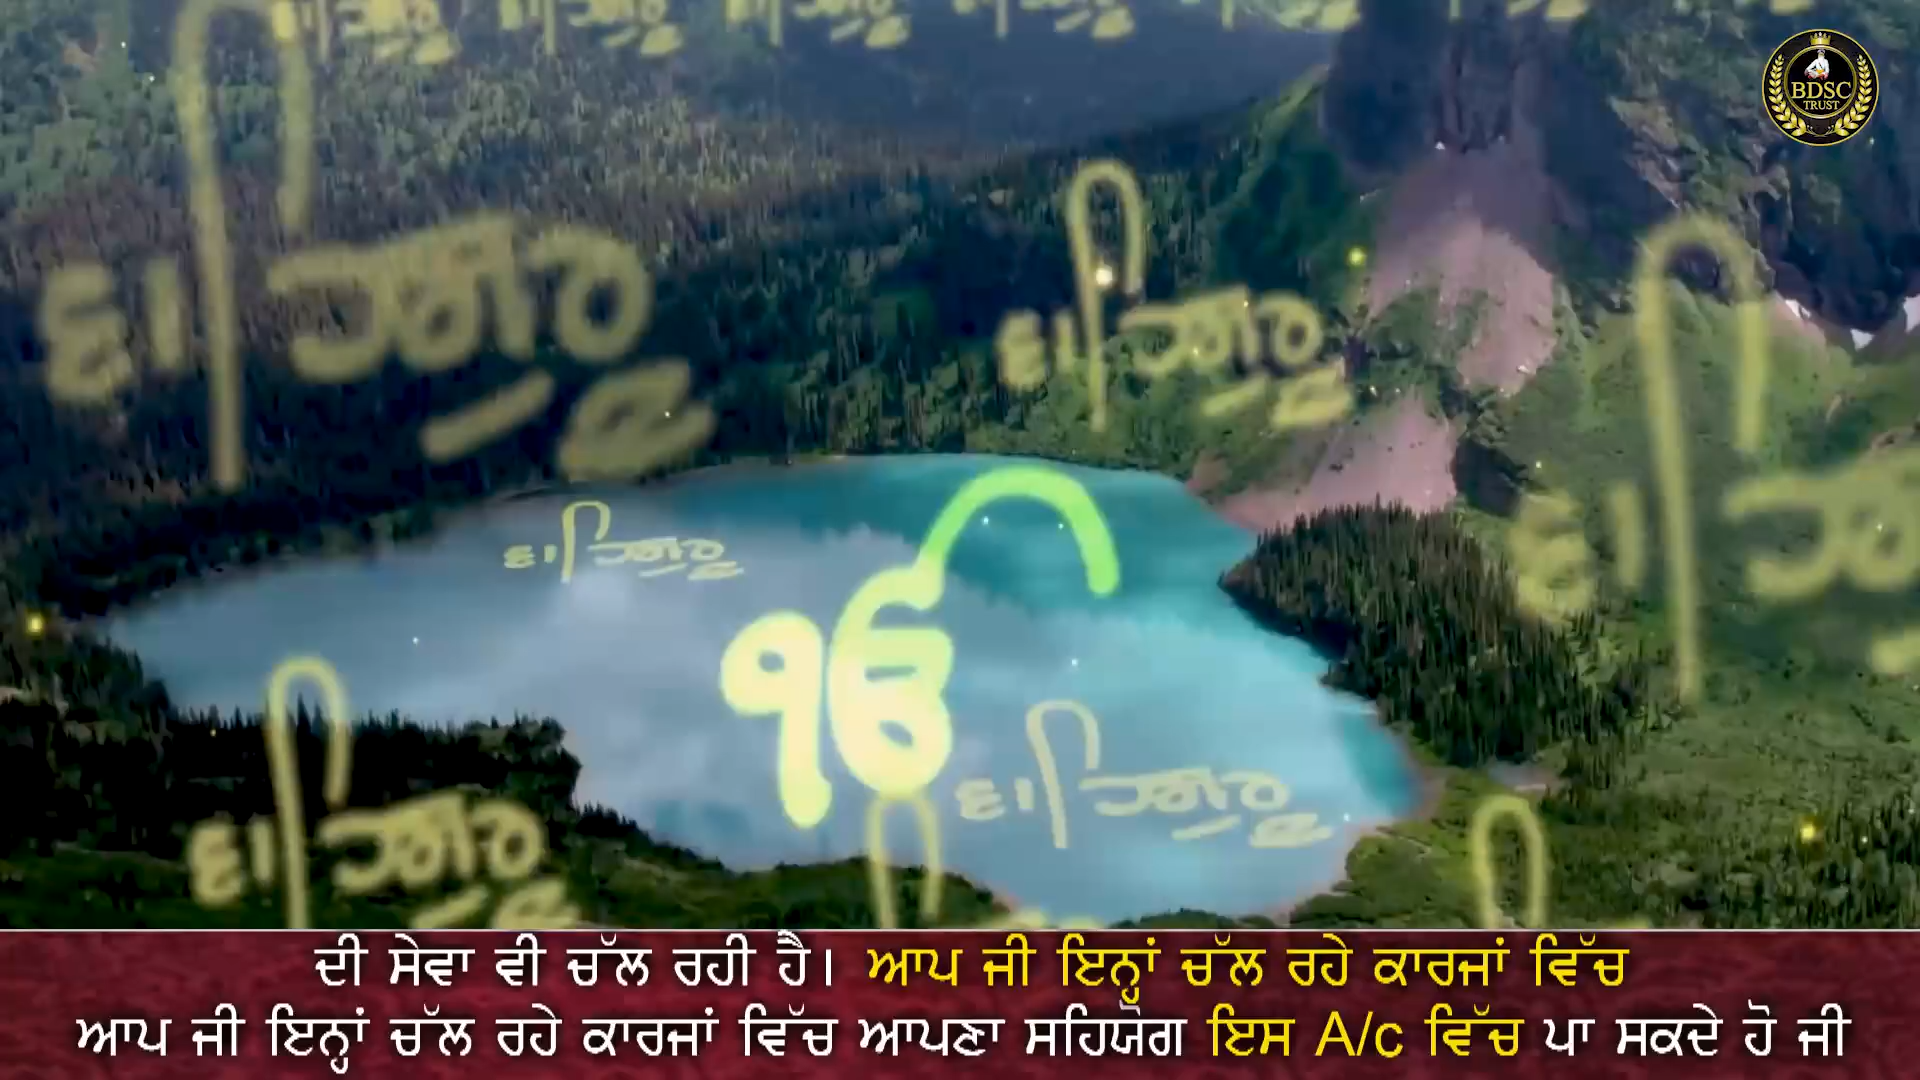 BDSC
TRUST
ਵਾਹਿਗੁਰੂ
ਵਾਹਿਗੁਰੂ
ਵਾਹਿਗੁਰੂ
ੴ
ਵਾਹਿਗੁਰੂ
ਵਾਹਿਗੁਰੂ
ਦੀ ਸੇਵਾ ਵੀ ਚੱਲ ਰਹੀ ਹੈ। ਆਪ ਜੀ ਇਨ੍ਹਾਂ ਚੱਲ ਰਹੇ ਕਾਰਜਾਂ ਵਿੱਚ
ਆਪ ਜੀ ਇਨ੍ਹਾਂ ਚੱਲ ਰਹੇ ਕਾਰਜਾਂ ਵਿੱਚ ਆਪਣਾ ਸਹਿਯੋਗ ਇਸ A/c ਵਿੱਚ ਪਾ ਸਕਦੇ ਹੋ ਜੀ